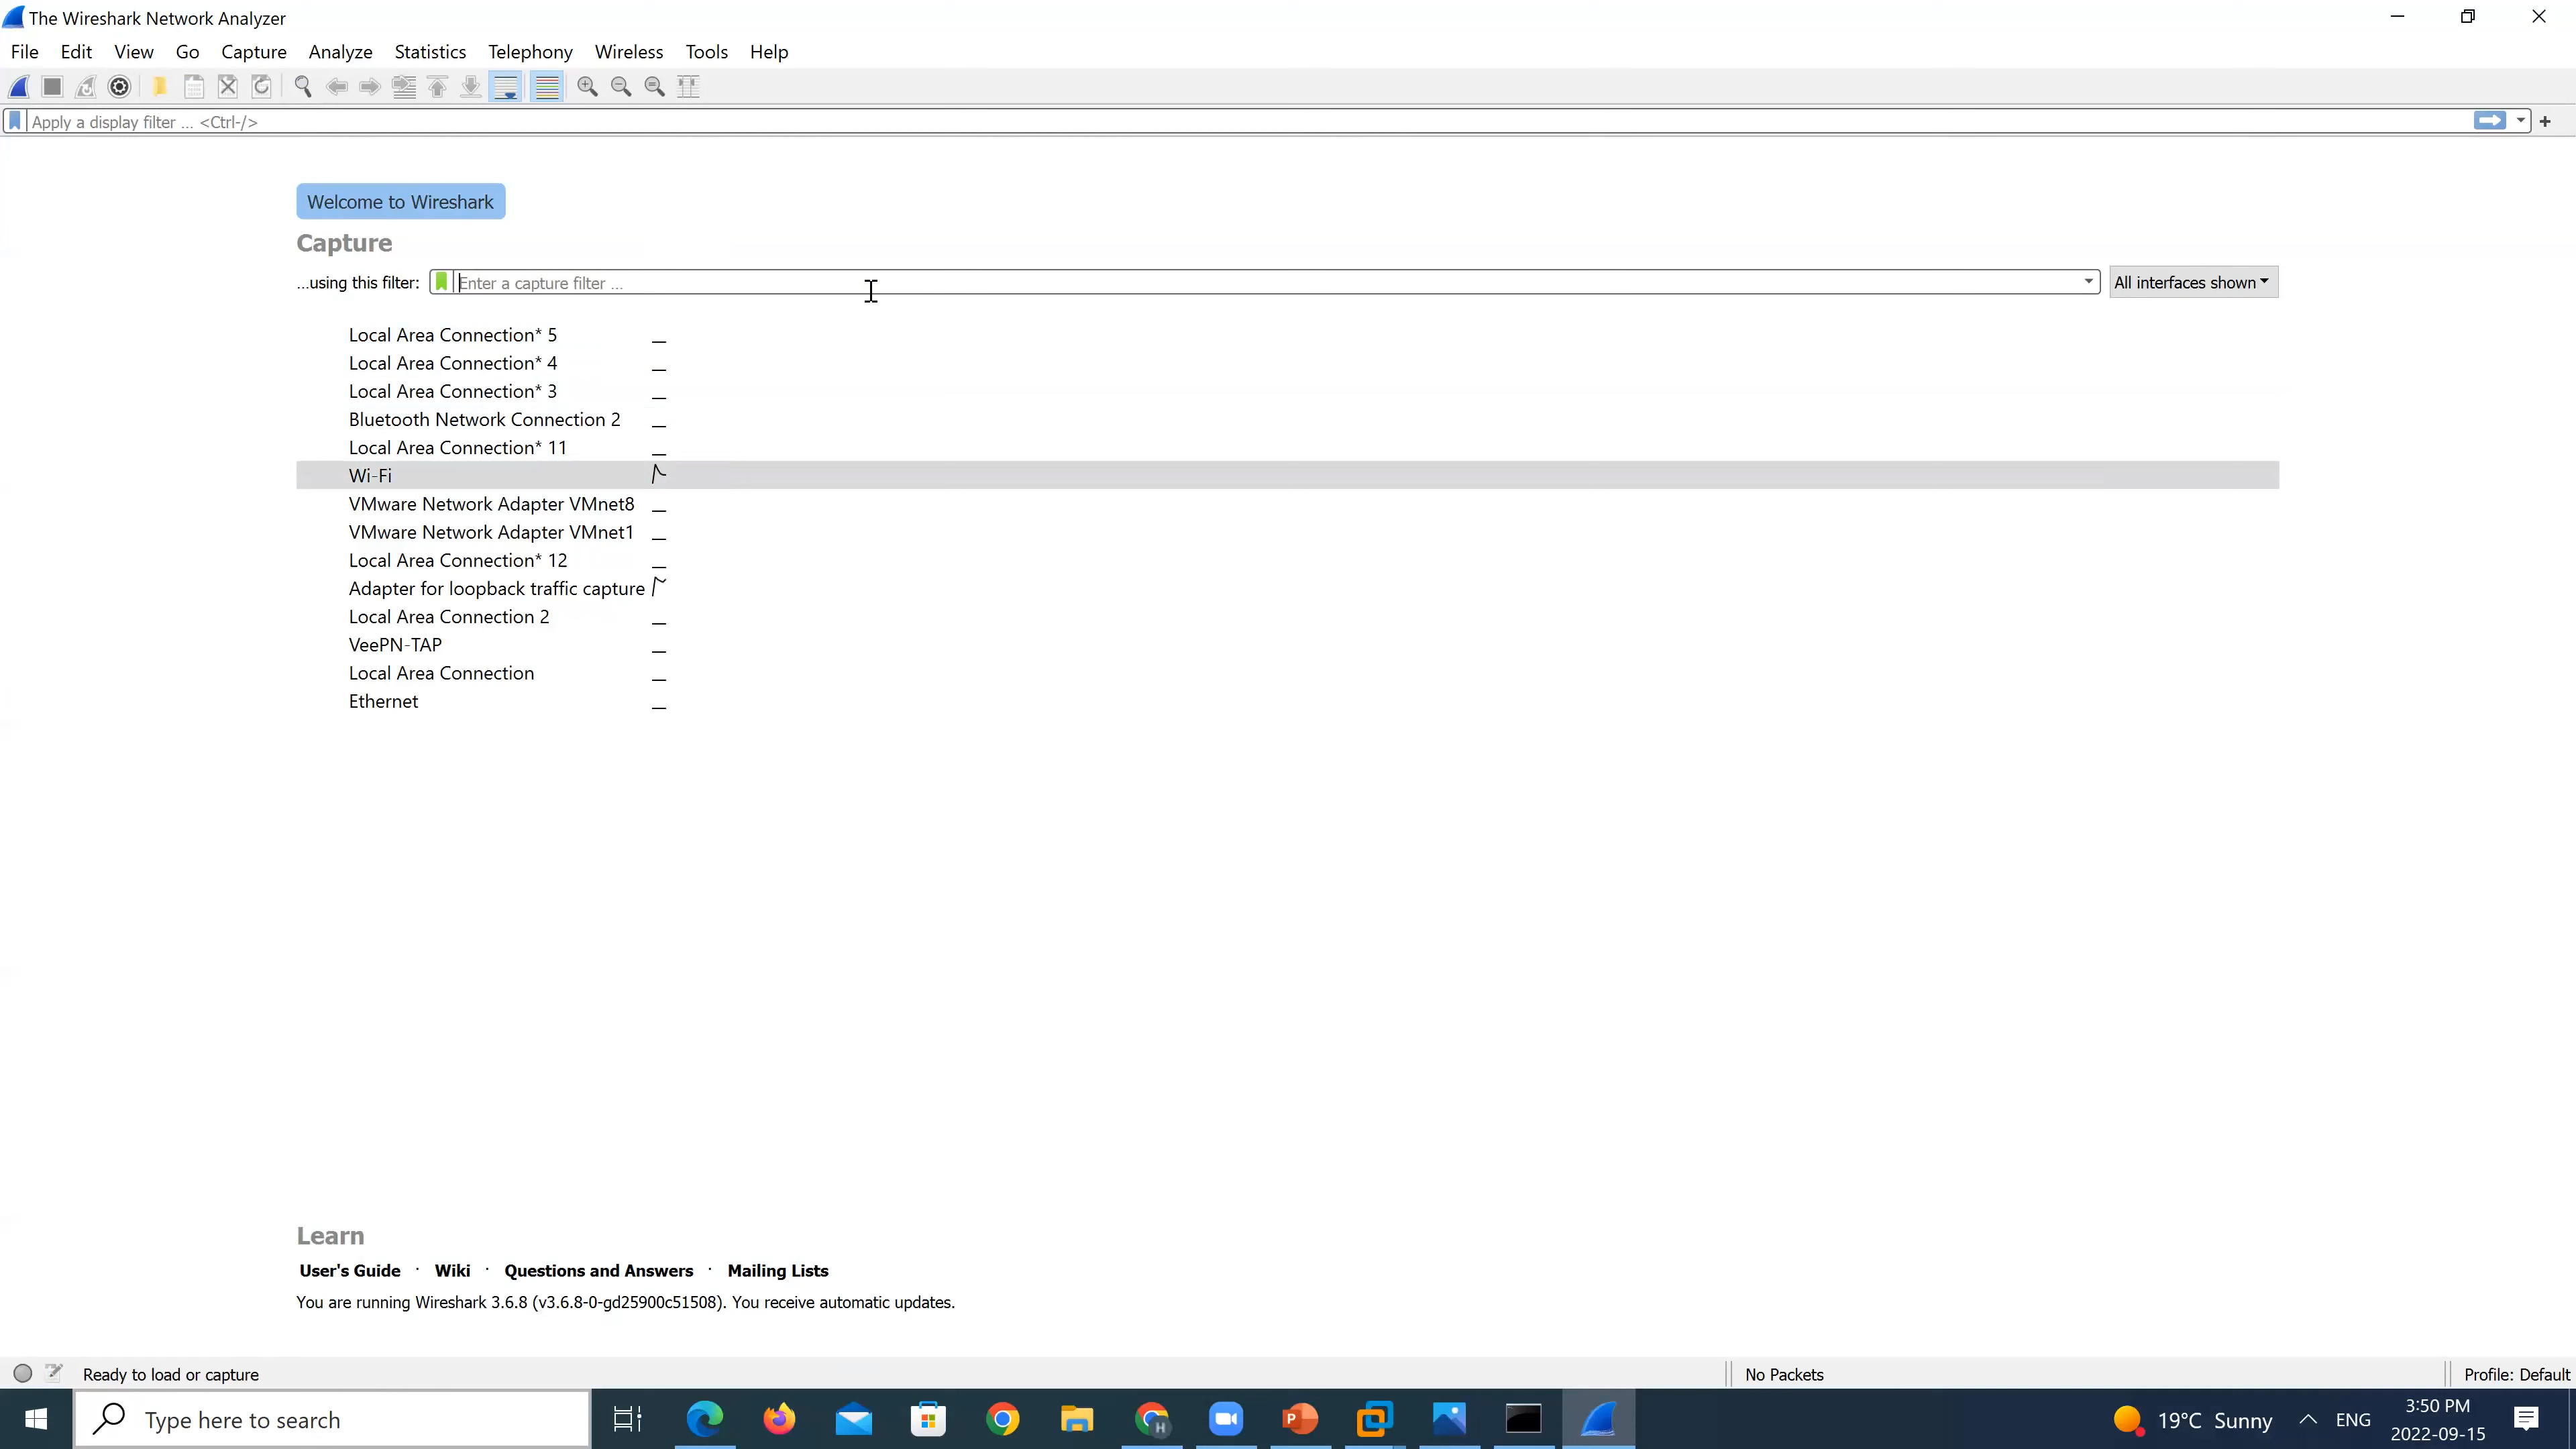 The Wireshark Network Analyzer
File Edit View Go Capture Analyze Statistics Telephony Wireless Tools Help
Apply a display filter ... <Ctrl-/>
Welcome to Wireshark
Capture
...using this filter: Enter a capture filter ... All interfaces shown
Local Area Connection* 5
Local Area Connection* 4
Local Area Connection* 3
Bluetooth Network Connection 2
Local Area Connection* 11
Wi-Fi
VMware Network Adapter VMnet8
VMware Network Adapter VMnet1
Local Area Connection* 12
Adapter for loopback traffic capture
Local Area Connection 2
VeePN-TAP
Local Area Connection
Ethernet
Learn
User's Guide · Wiki · Questions and Answers · Mailing Lists
You are running Wireshark 3.6.8 (v3.6.8-0-gd25900c51508). You receive automatic updates.
Ready to load or capture No Packets Profile: Default
Type here to search 19°C Sunny ENG 3:50 PM
2022-09-15